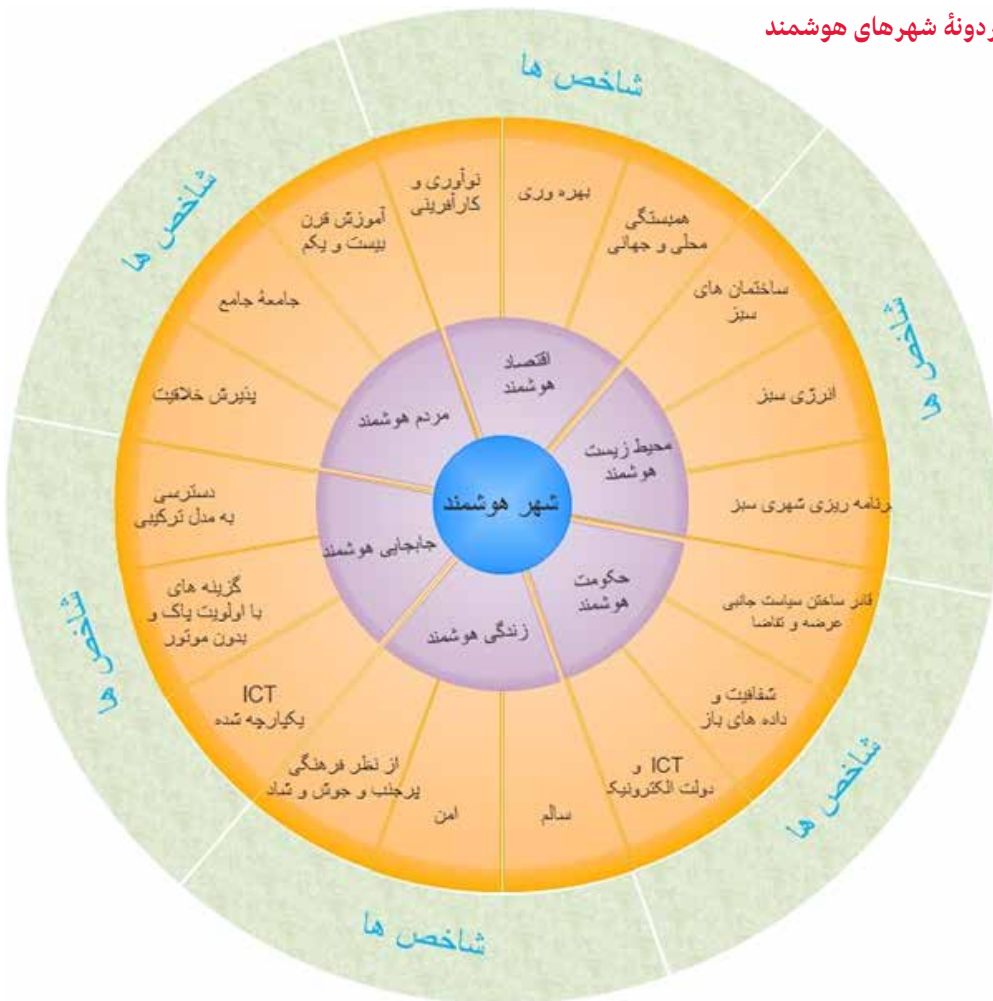 ردونهٔ شهرهای هوشمند
شاخص ها
شاخص ها
شاخص ها
شاخص ها
شاخص ها
شاخص ها
بهره وری
همبستگی
محلی و جهانی
ساختمان های
سبز
انرژی سبز
برنامه ریزی شهری سبز
قادر ساختن سیاست جانبی
عرضه و تقاضا
شفافیت و
داده های باز
ICT و
دولت الکترونیک
سالم
امن
از نظر فرهنگی
پرجنب و جوش و شاد
ICT
یکپارچه شده
گزینه های
با اولویت پاک و
بدون موتور
دسترسی
به مدل ترکیبی
پذیرش خلاقیت
جامعهٔ جامع
آموزش قرن
بیست و یکم
نوآوری و
کارآفرینی
اقتصاد
هوشمند
محیط زیست
هوشمند
حکومت
هوشمند
زندگی هوشمند
جابجایی هوشمند
مردم هوشمند
شهر هوشمند